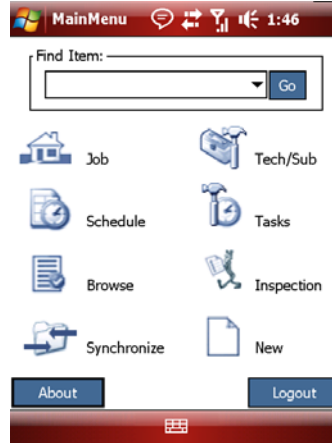 MainMenu 1:46
Find Item:
Go
Job Tech/Sub
Schedule Tasks
Browse Inspection
Synchronize New
About Logout